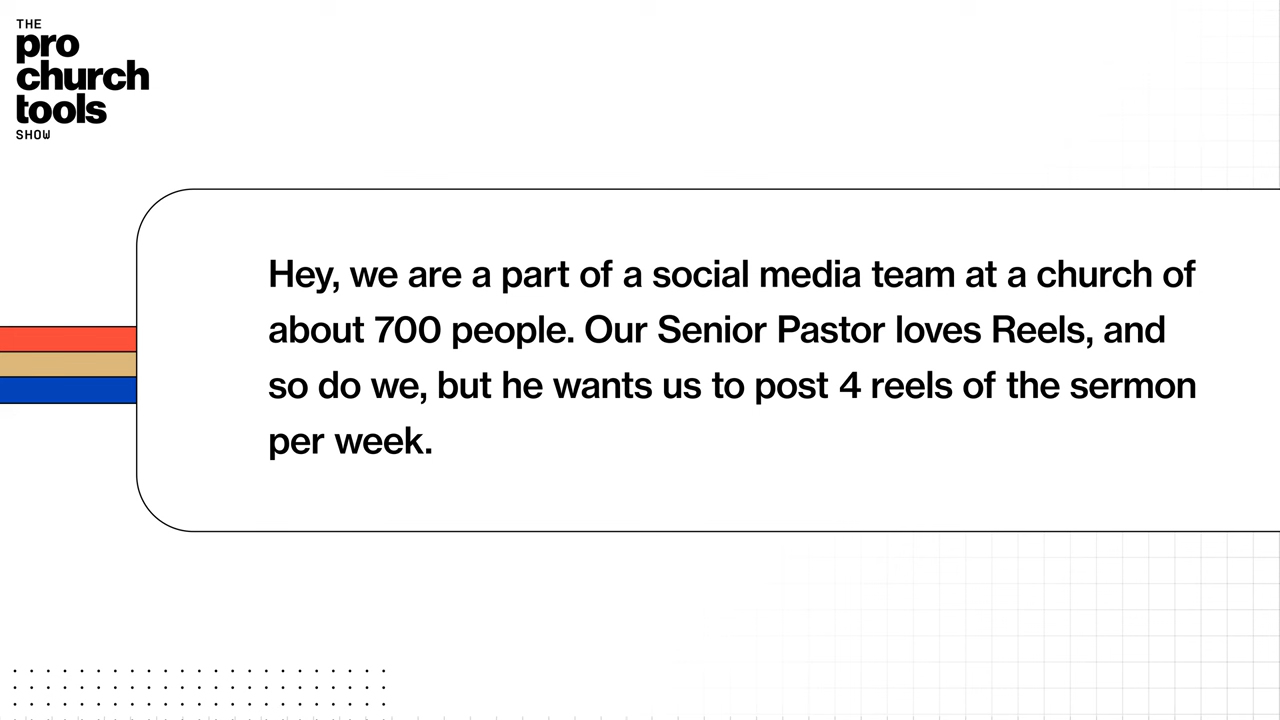 THE
pro
church
tools
SHOW
Hey, we are a part of a social media team at a church of
about 700 people. Our Senior Pastor loves Reels, and
so do we, but he wants us to post 4 reels of the sermon
per week.